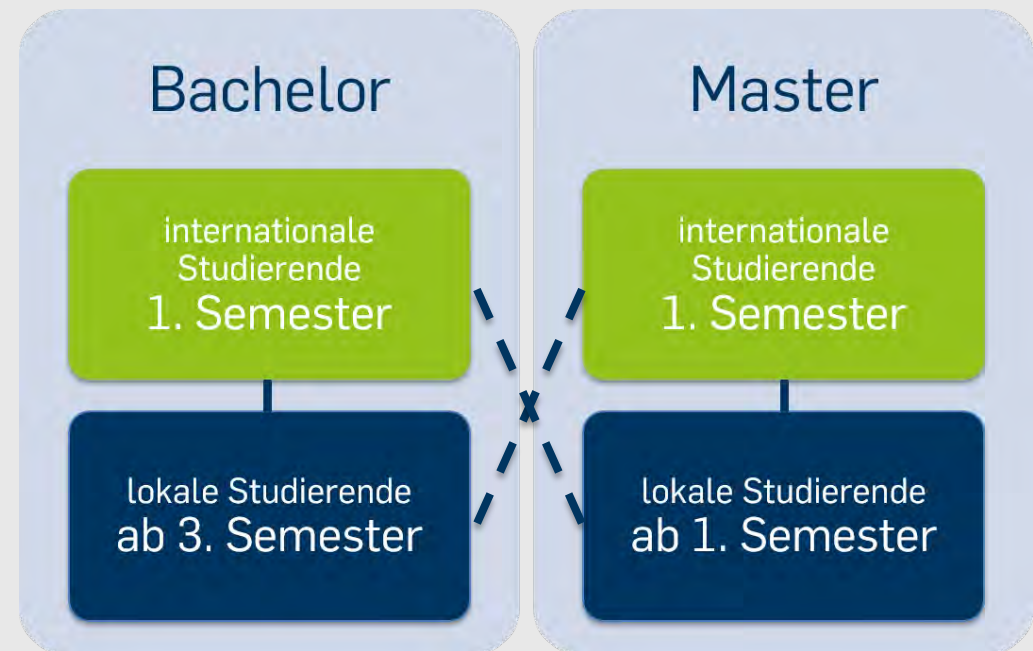 Bachelor
internationale
Studierende
1. Semester
lokale Studierende
ab 3. Semester
Master
internationale
Studierende
1. Semester
lokale Studierende
ab 1. Semester